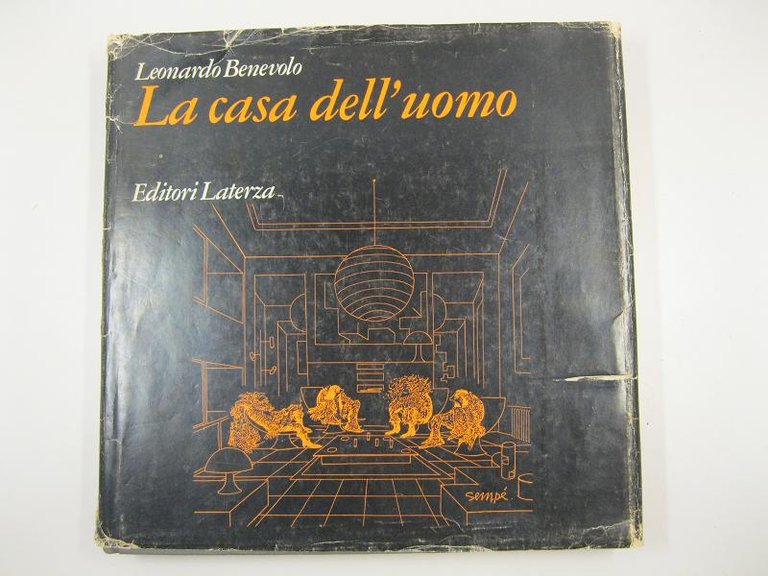 Leonardo Benevolo
La casa dell'uomo
Editori Laterza
sempé